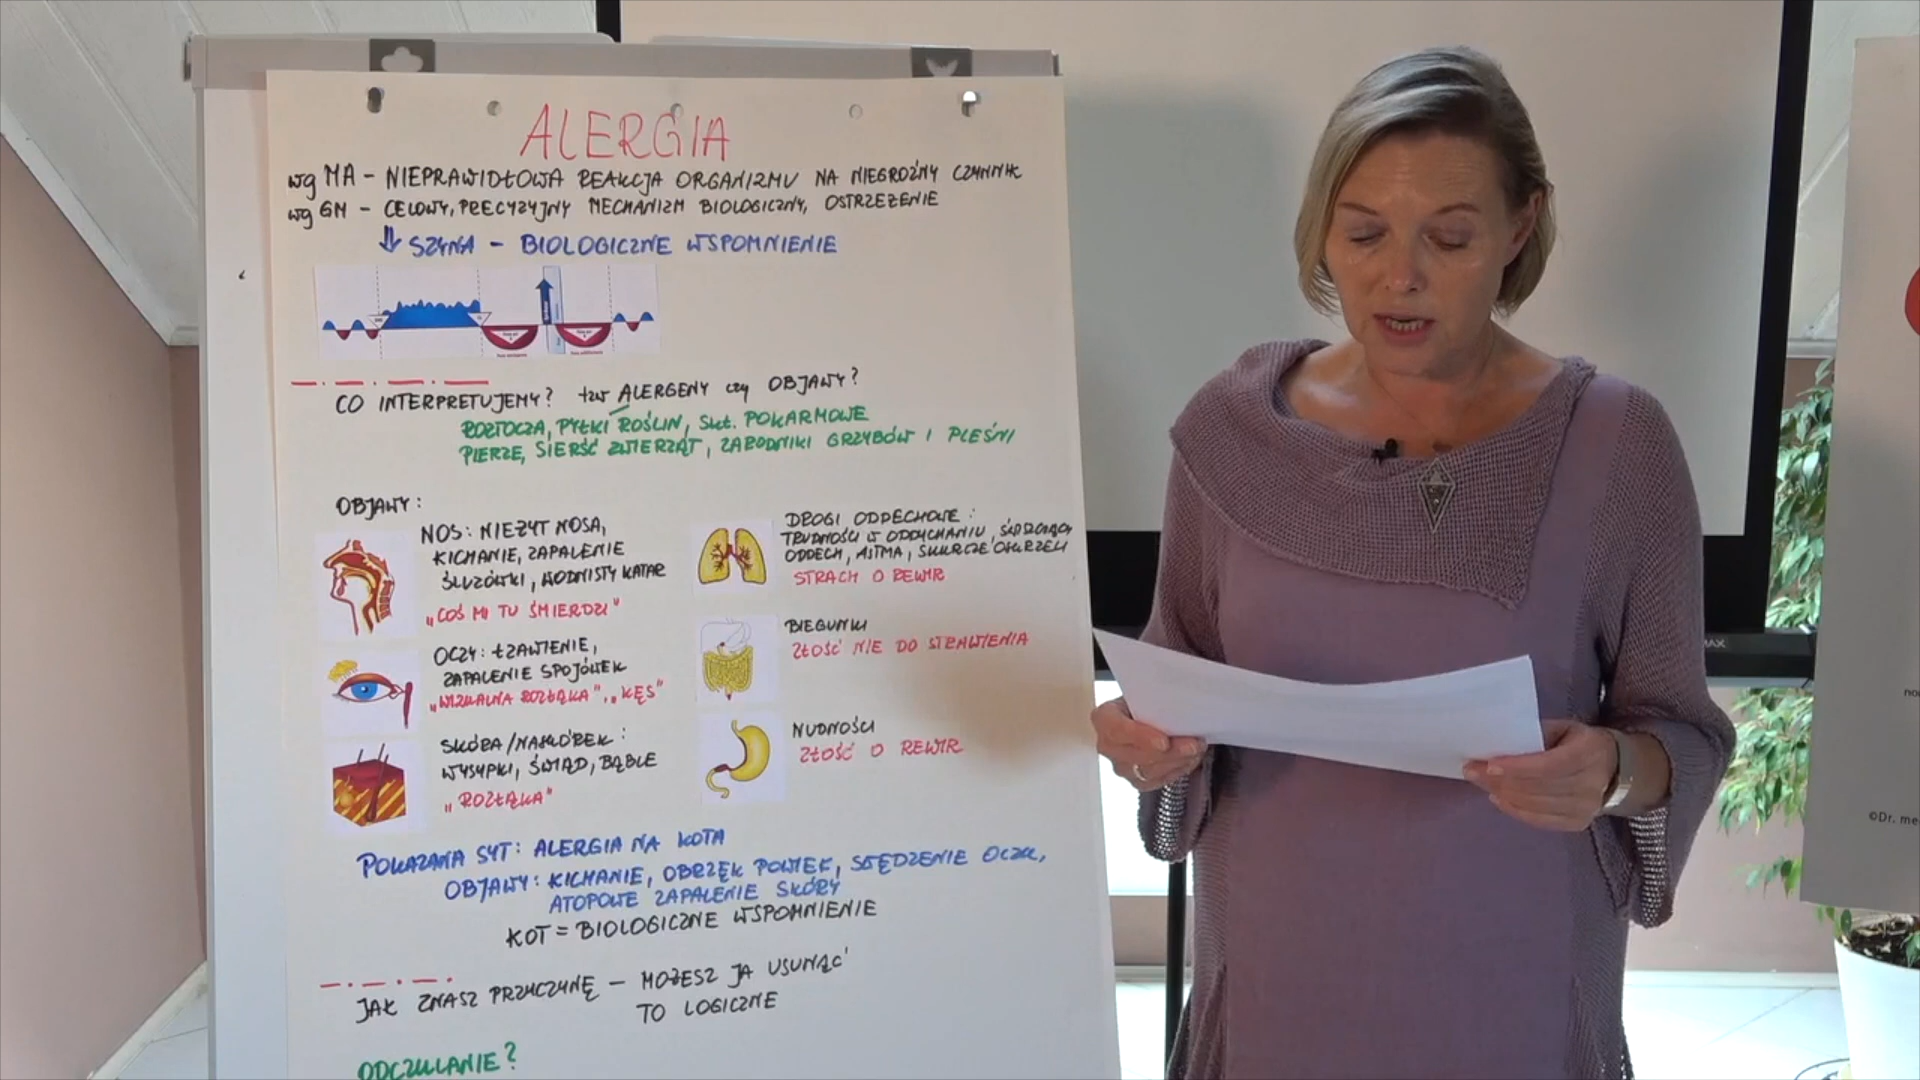 ALERGIA
wg MA - NIEPRAWIDŁOWA REAKCJA ORGANIZMU NA NIEGROŹNY CZYNNIK
wg GM - CELOWY, PRECYZYJNY MECHANIZM BIOLOGICZNY, OSTRZEŻENIE
SZYNA - BIOLOGICZNE WSPOMNIENIE
CO INTERPRETUJEMY? tzw ALERGENY czy OBJAWY?
ROZTOCZA, PYŁKI ROŚLIN, Skł. POKARMOWE
PIERZE, SIERŚĆ ZWIERZĄT, ZARODNIKI GRZYBÓW I PLEŚNI
OBJAWY:
NOS: NIEŻYT NOSA,
KICHANIE, ZAPALENIE
ŚLUZÓWKI, WODNISTY KATAR
"COŚ MI TU ŚMIERDZI"
OCZY: ŁZAWIENIE,
ZAPALENIE SPOJÓWEK
"WIZUALNA ROZŁĄKA", "KĘS"
SKÓRA/NASKÓREK:
WYSYPKI, ŚWIĄD, BĄBLE
"ROZŁĄKA"
DROGI ODDECHOWE:
TRUDNOŚCI W ODDYCHANIU, ŚWISZCZĄCY
ODDECH, ASTMA, SKURCZE OSKRZELI
STRACH O REWIR
BIEGUNKI
ZŁOŚĆ NIE DO STRAWIENIA
NUDNOŚCI
ZŁOŚĆ O REWIR
POKAZANA SYT: ALERGIA NA KOTA
OBJAWY: KICHANIE, OBRZĘK POWIEK, SWĘDZENIE OCZU,
ATOPOWE ZAPALENIE SKÓRY
KOT = BIOLOGICZNE WSPOMNIENIE
JAK ZNASZ PRZYCZYNĘ - MOŻESZ JĄ USUNĄĆ
TO LOGICZNE
ODCZULANIE?
©Dr. me